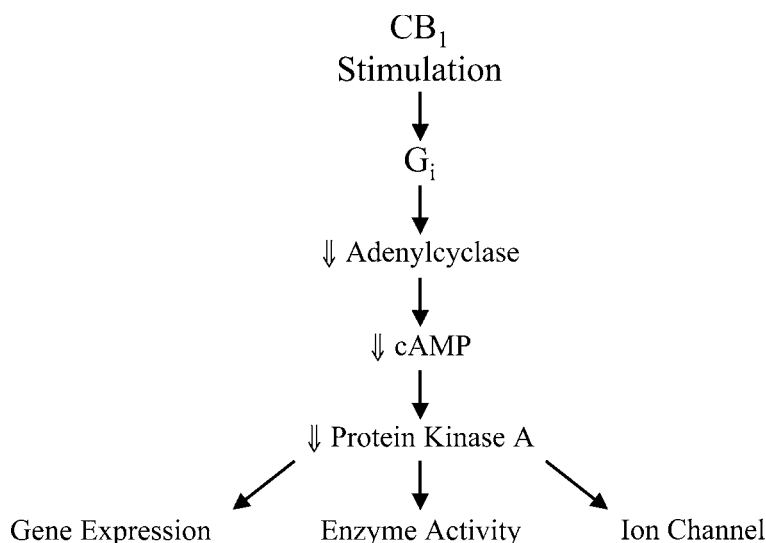 CB₁
Stimulation
Gᵢ
⇓ Adenylcyclase
⇓ cAMP
⇓ Protein Kinase A
Gene Expression Enzyme Activity Ion Channel